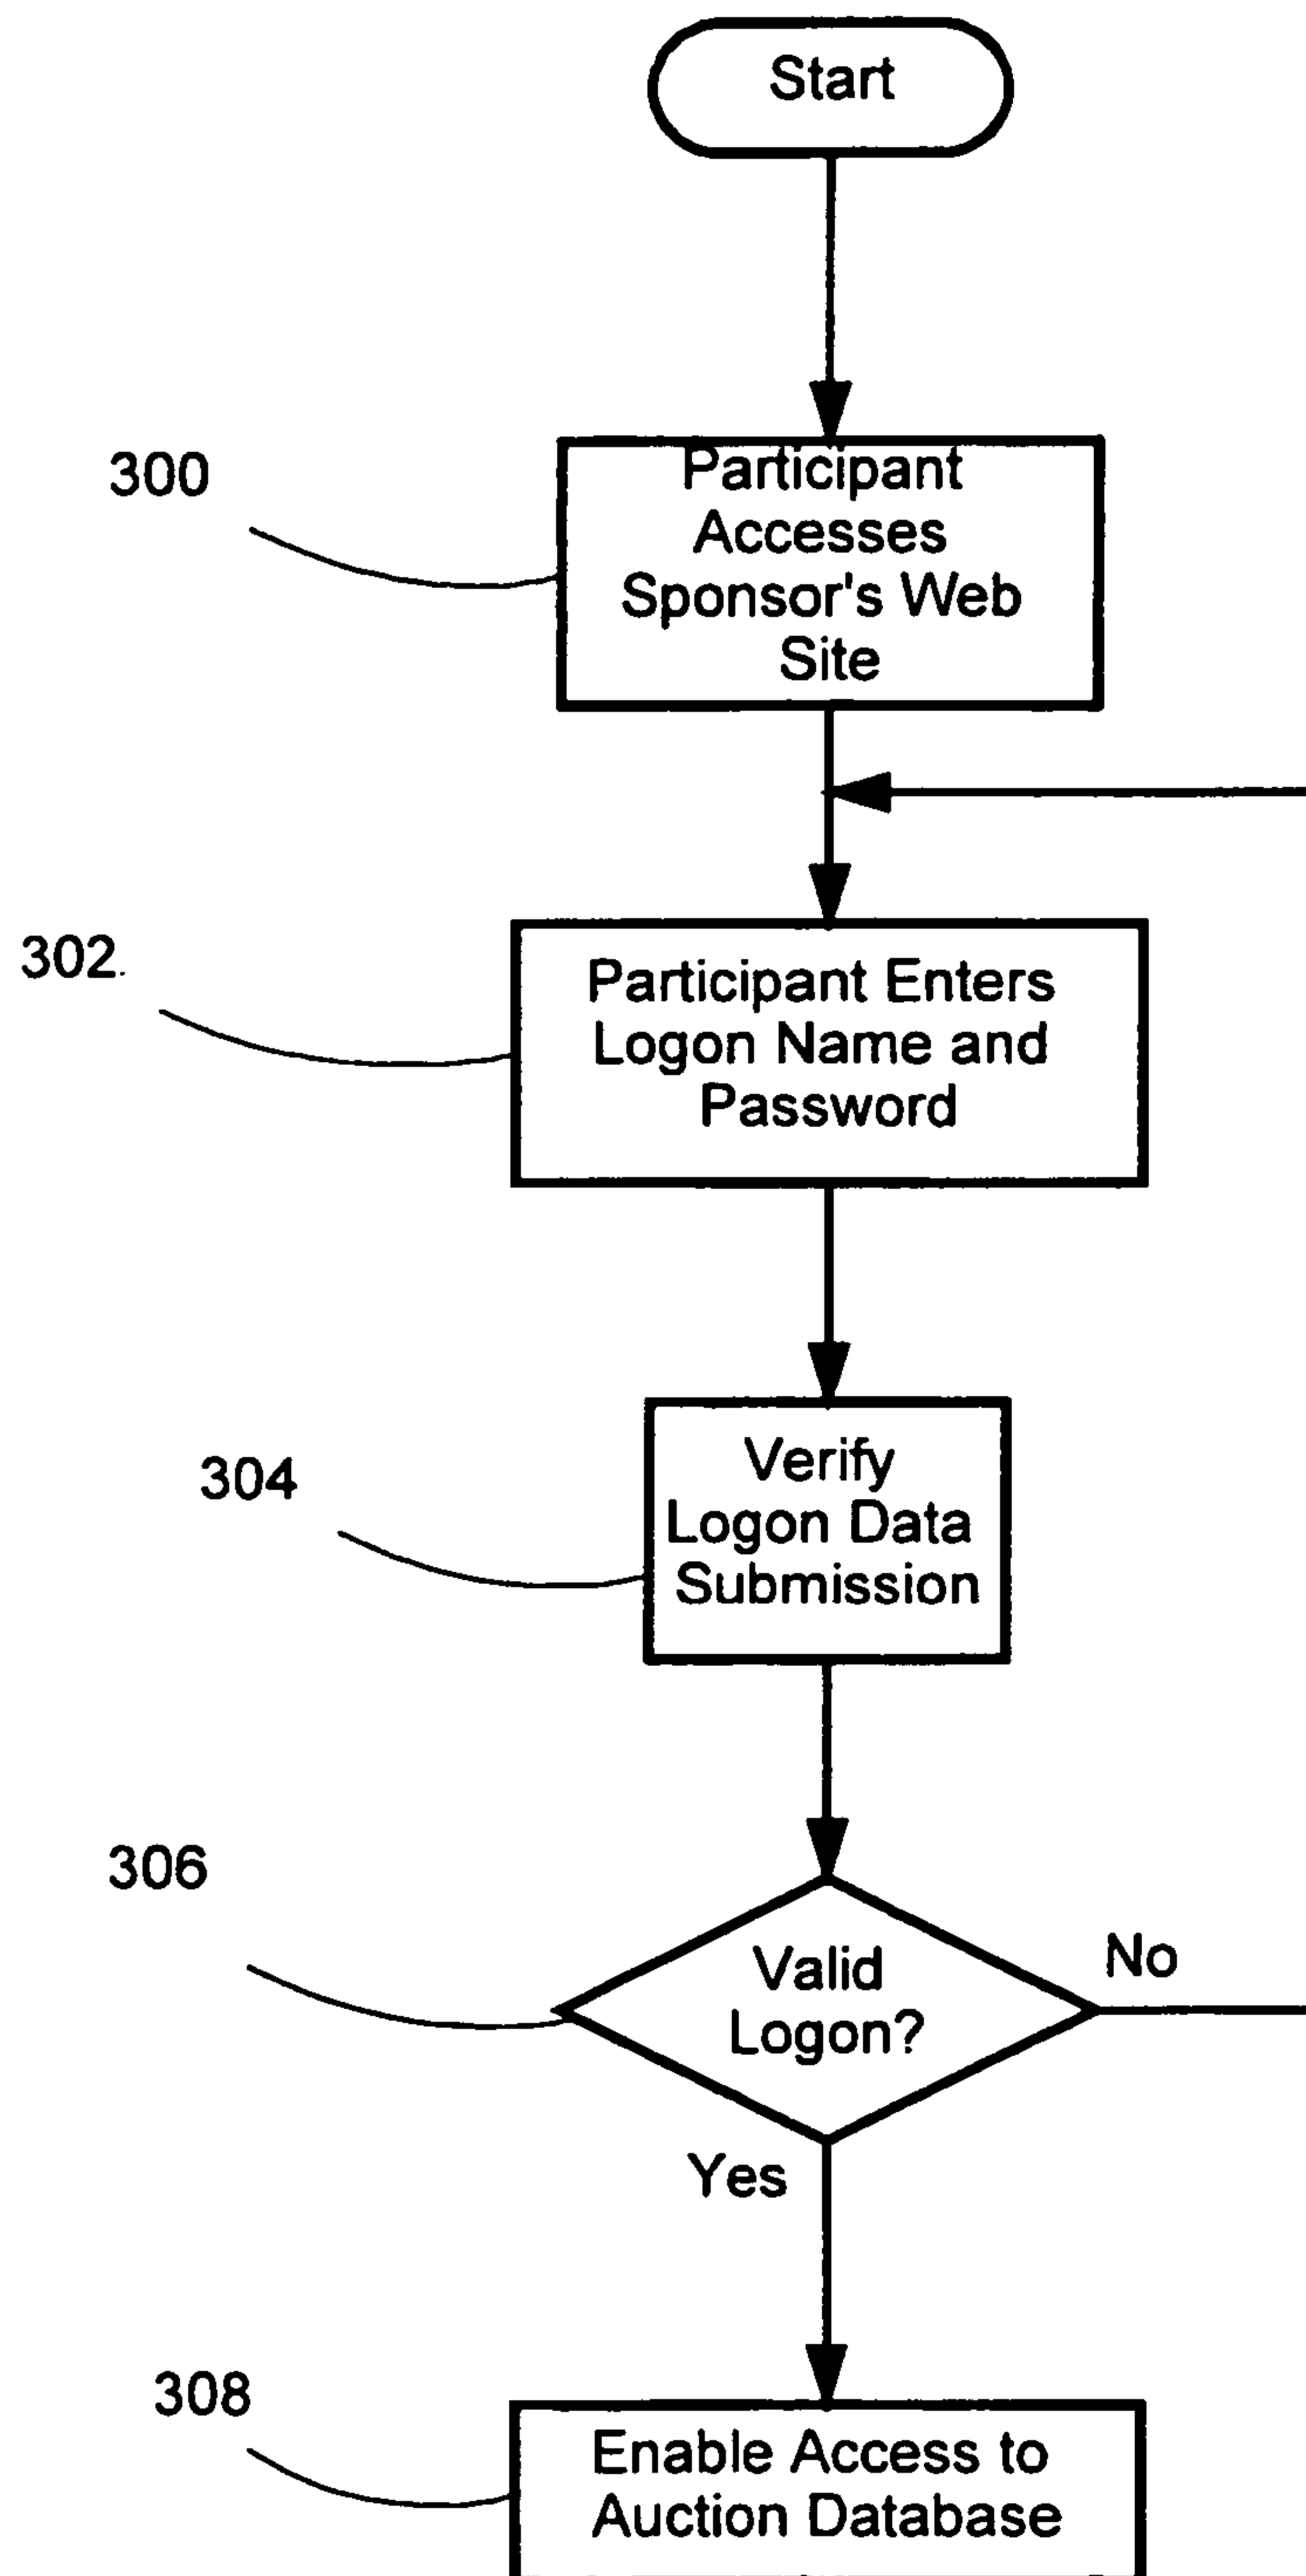 Start
300
Participant
Accesses
Sponsor's Web
Site
302.
Participant Enters
Logon Name and
Password
304
Verify
Logon Data
Submission
306
Valid
Logon?
No
Yes
308
Enable Access to
Auction Database